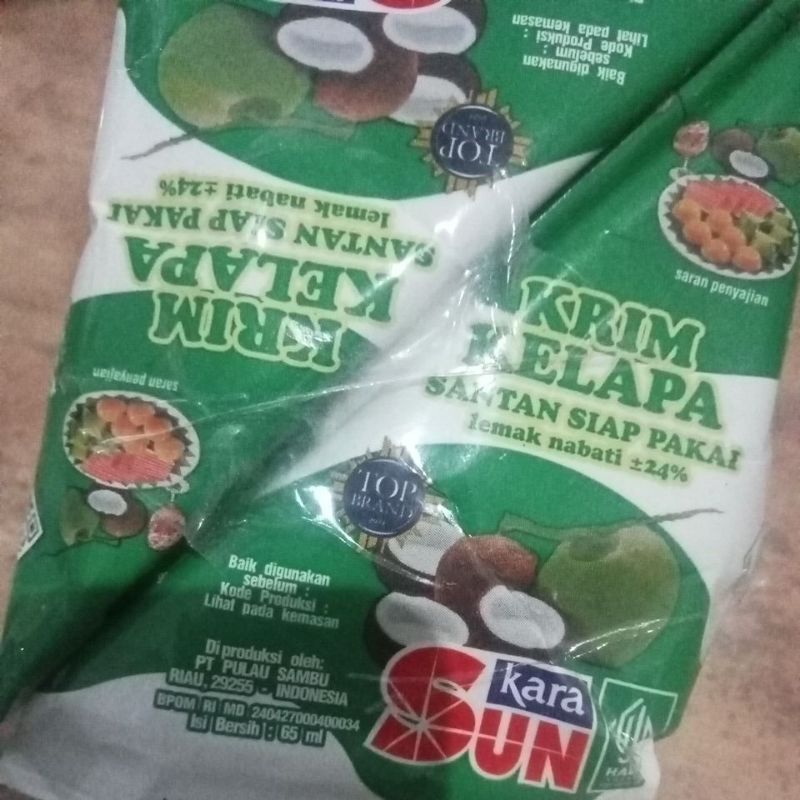 Baik digunakan
sebelum :
Kode Produksi :
Lihat pada kemasan
TOP
BRAND
KRIM
KELAPA
SANTAN SIAP PAKAI
lemak nabati ±24%
saran penyajian
saran penyajian
KRIM
KELAPA
SANTAN SIAP PAKAI
lemak nabati ±24%
TOP
BRAND
Baik digunakan
sebelum :
Kode Produksi :
Lihat pada kemasan
Diproduksi oleh:
PT PULAU SAMBU
RIAU, 29255 - INDONESIA
BPOM RI MD 240427000400034
Isi Bersih : 65 ml
kara
SUN